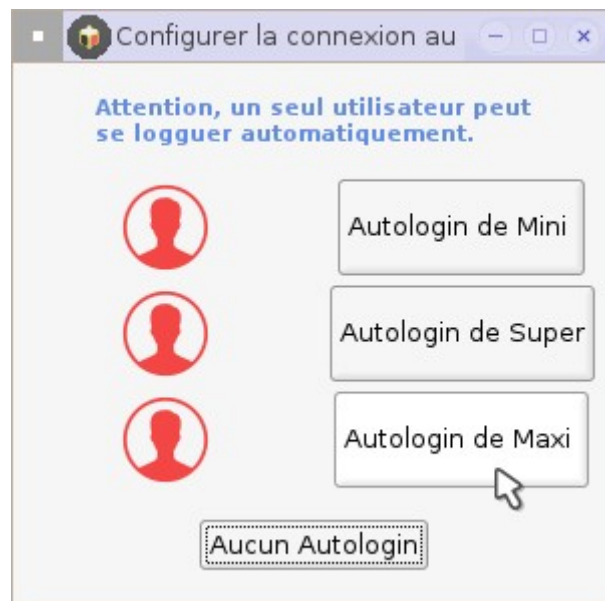 Configurer la connexion au
Attention, un seul utilisateur peut
se logguer automatiquement.
Autologin de Mini
Autologin de Super
Autologin de Maxi
Aucun Autologin